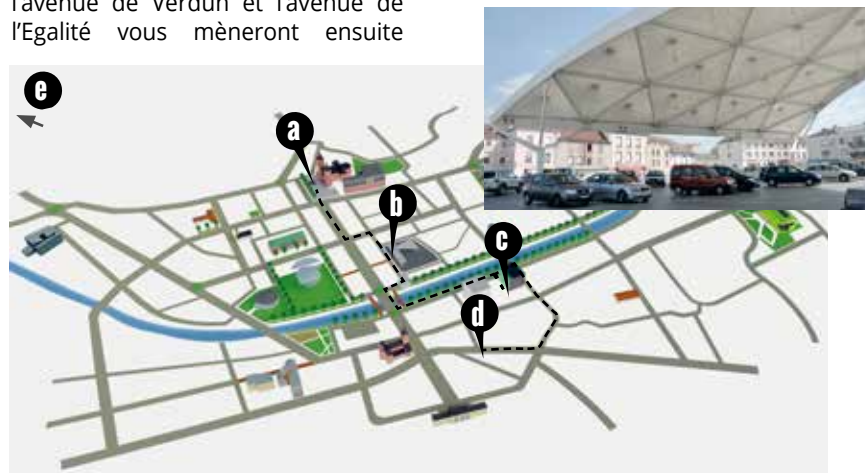 l'avenue de Verdun et l'avenue de
l'Egalité vous mèneront ensuite
e
a
b
c
d